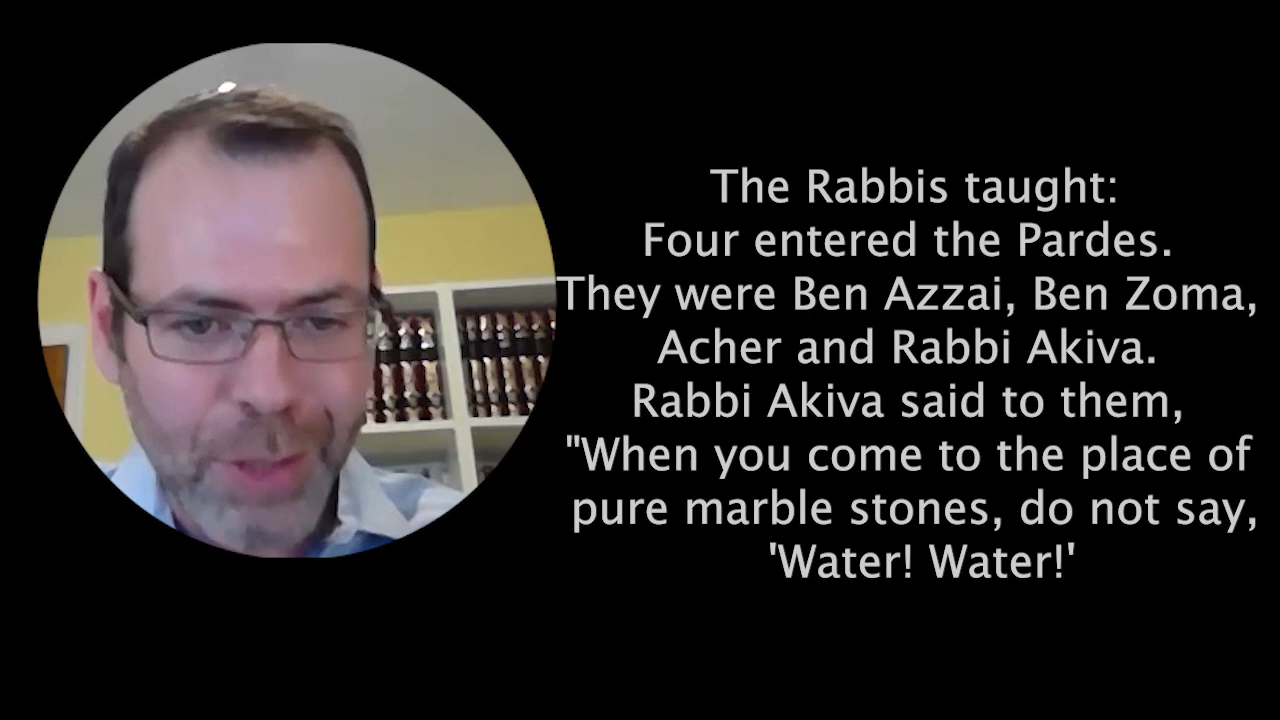 The Rabbis taught:
Four entered the Pardes.
They were Ben Azzai, Ben Zoma,
Acher and Rabbi Akiva.
Rabbi Akiva said to them,
"When you come to the place of
pure marble stones, do not say,
'Water! Water!'